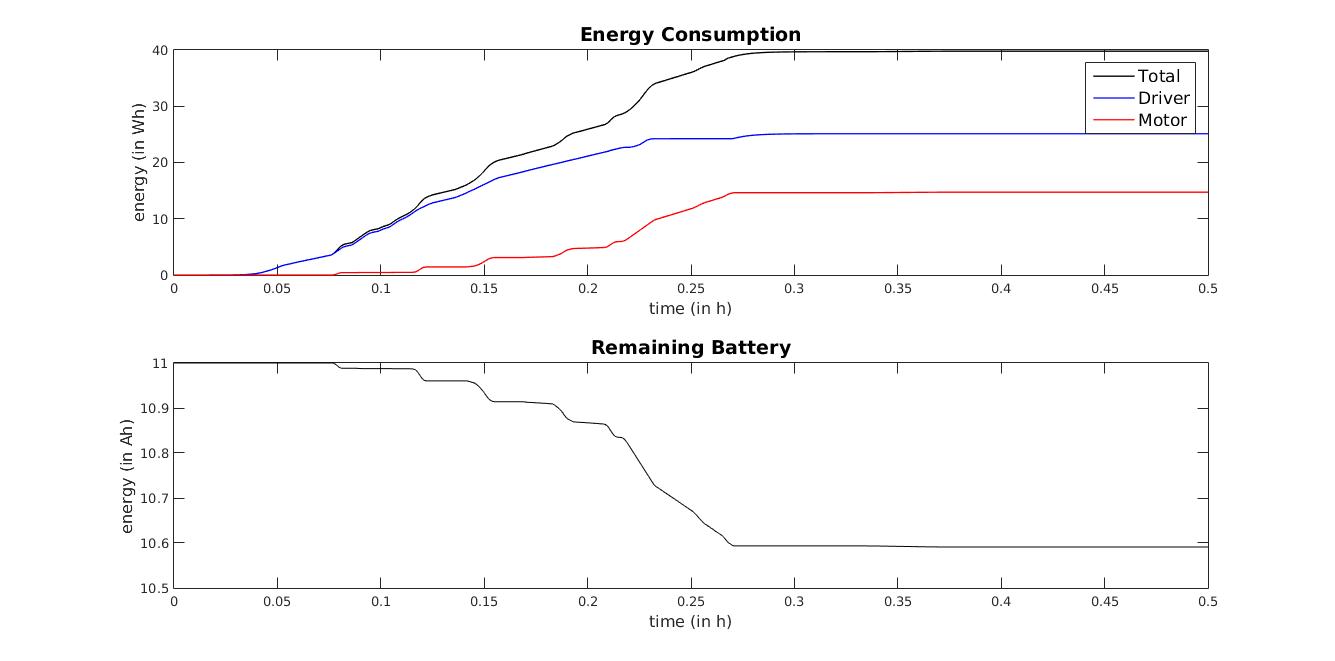 Energy Consumption
40
30
20
10
0
energy (in Wh)
Total
Driver
Motor
0 0.05 0.1 0.15 0.2 0.25 0.3 0.35 0.4 0.45 0.5
time (in h)
Remaining Battery
11
10.9
10.8
10.7
10.6
10.5
energy (in Ah)
0 0.05 0.1 0.15 0.2 0.25 0.3 0.35 0.4 0.45 0.5
time (in h)